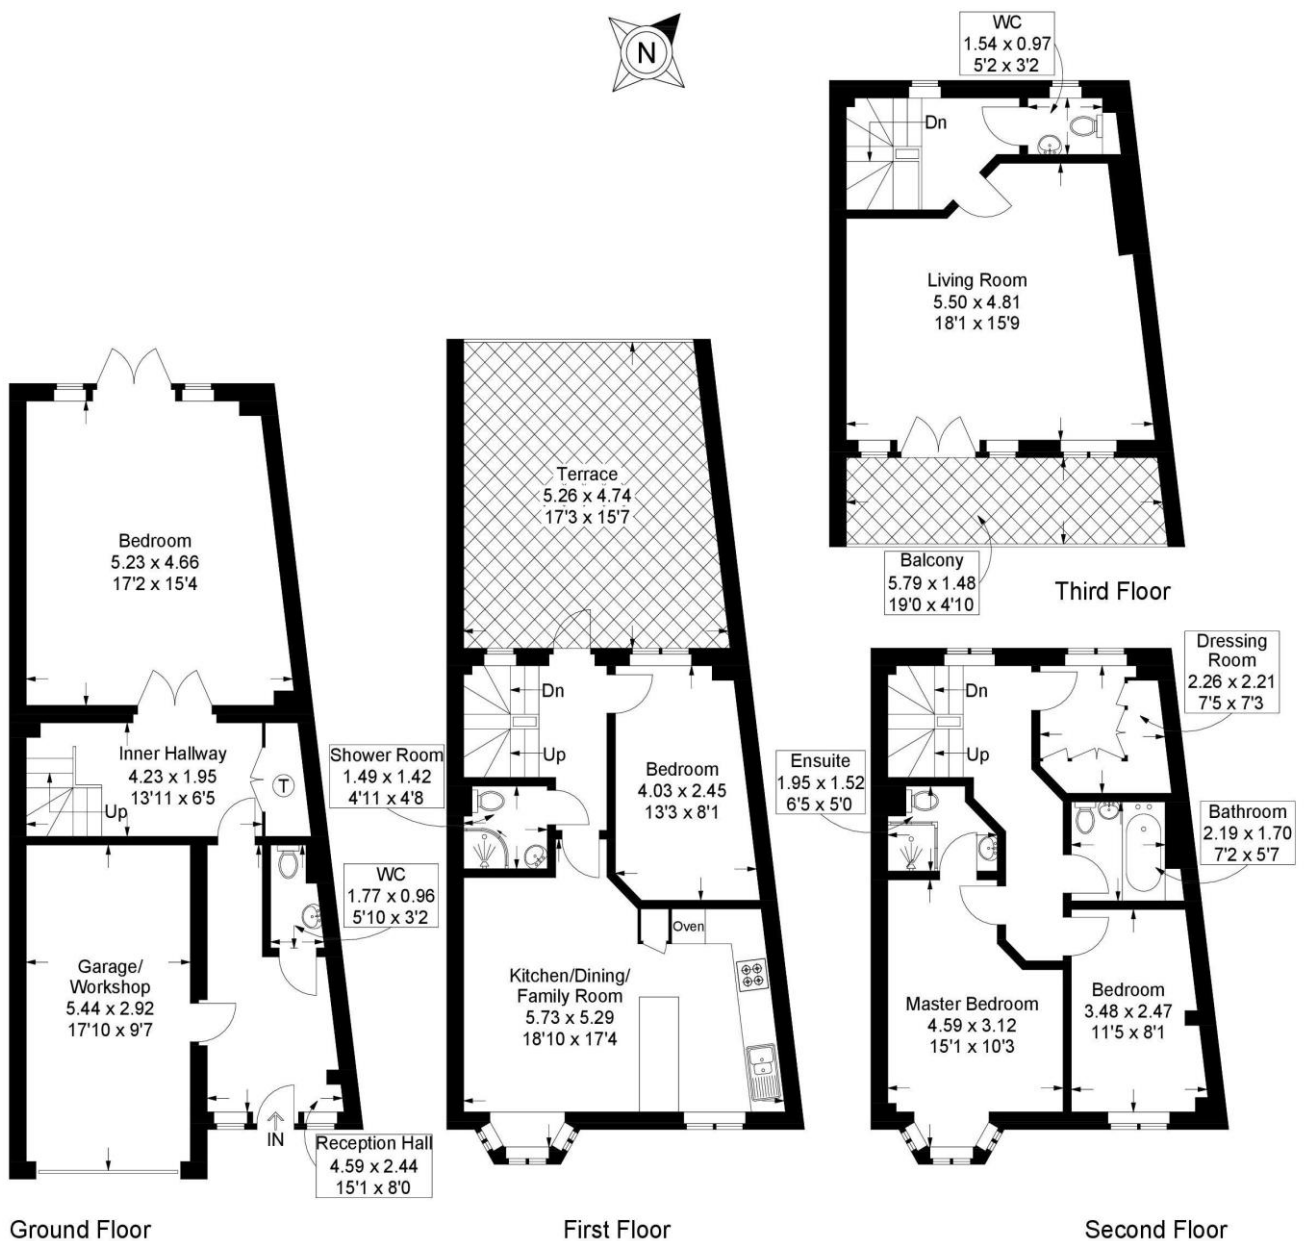 N
WC
1.54 x 0.97
5'2 x 3'2
Dn
Living Room
5.50 x 4.81
18'1 x 15'9
Balcony
5.79 x 1.48
19'0 x 4'10
Third Floor
Bedroom
5.23 x 4.66
17'2 x 15'4
Inner Hallway
4.23 x 1.95
13'11 x 6'5
Up
T
WC
1.77 x 0.96
5'10 x 3'2
Garage/
Workshop
5.44 x 2.92
17'10 x 9'7
IN
Reception Hall
4.59 x 2.44
15'1 x 8'0
Ground Floor
Terrace
5.26 x 4.74
17'3 x 15'7
Dn
Up
Shower Room
1.49 x 1.42
4'11 x 4'8
Bedroom
4.03 x 2.45
13'3 x 8'1
Oven
Kitchen/Dining/
Family Room
5.73 x 5.29
18'10 x 17'4
First Floor
Dressing
Room
2.26 x 2.21
7'5 x 7'3
Dn
Up
Ensuite
1.95 x 1.52
6'5 x 5'0
Bathroom
2.19 x 1.70
7'2 x 5'7
Master Bedroom
4.59 x 3.12
15'1 x 10'3
Bedroom
3.48 x 2.47
11'5 x 8'1
Second Floor